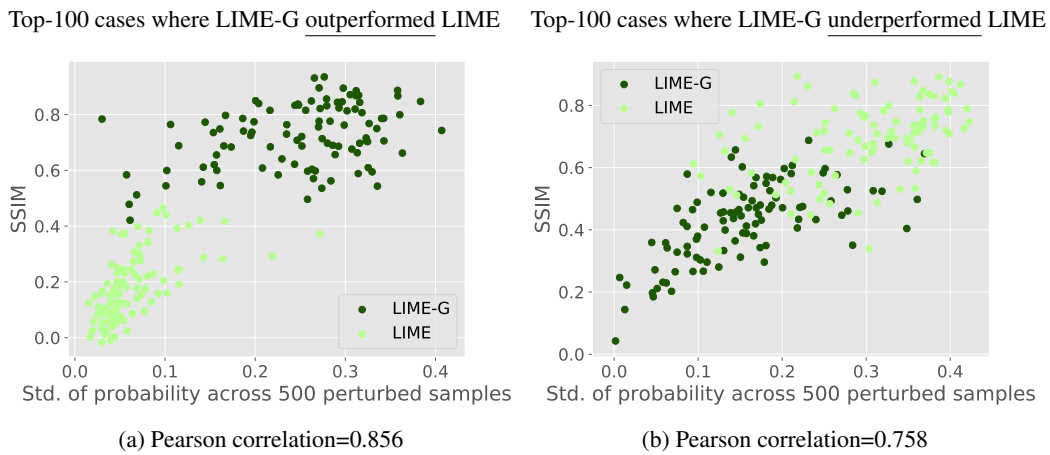 Top-100 cases where LIME-G outperformed LIME
Top-100 cases where LIME-G underperformed LIME
SSIM
0.8
0.6
0.4
0.2
0.0
LIME-G
LIME
0.0 0.1 0.2 0.3 0.4
Std. of probability across 500 perturbed samples
(a) Pearson correlation=0.856
SSIM
0.8
0.6
0.4
0.2
0.0
LIME-G
LIME
0.0 0.1 0.2 0.3 0.4
Std. of probability across 500 perturbed samples
(b) Pearson correlation=0.758